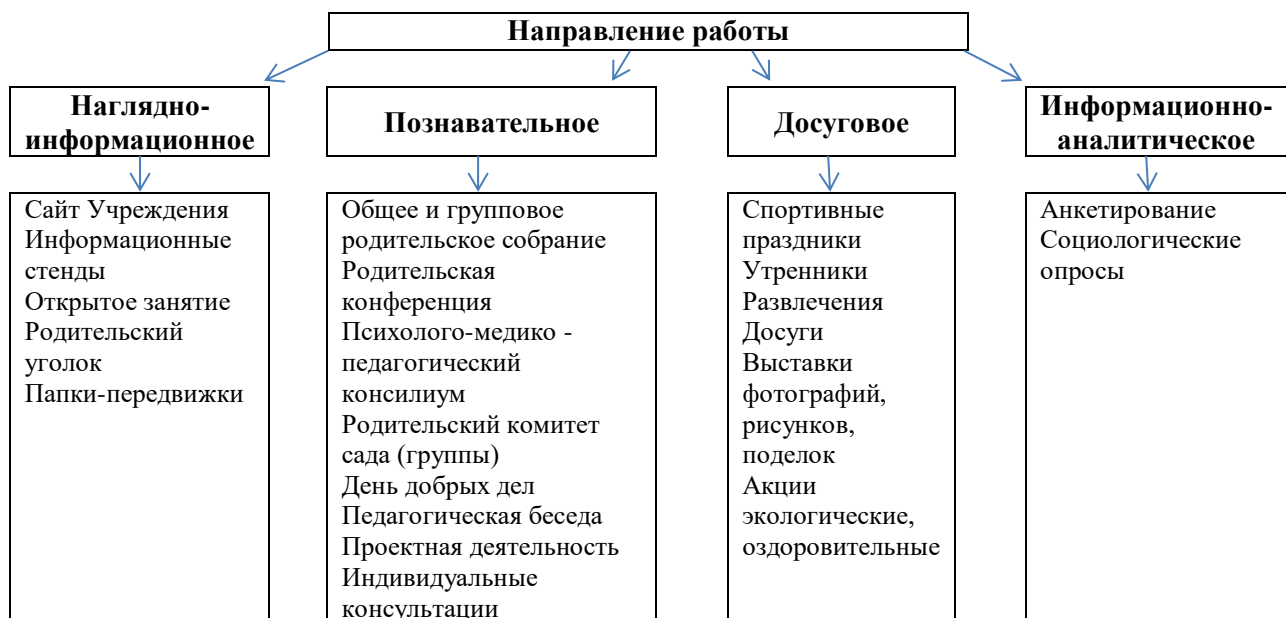 Направление работы
Наглядно-
информационное
Познавательное
Досуговое
Информационно-
аналитическое
Сайт Учреждения
Информационные
стенды
Открытое занятие
Родительский
уголок
Папки-передвижки
Общее и групповое
родительское собрание
Родительская
конференция
Психолого-медико -
педагогический
консилиум
Родительский комитет
сада (группы)
День добрых дел
Педагогическая беседа
Проектная деятельность
Индивидуальные
консультации
Спортивные
праздники
Утренники
Развлечения
Досуги
Выставки
фотографий,
рисунков,
поделок
Акции
экологические,
оздоровительные
Анкетирование
Социологические
опросы